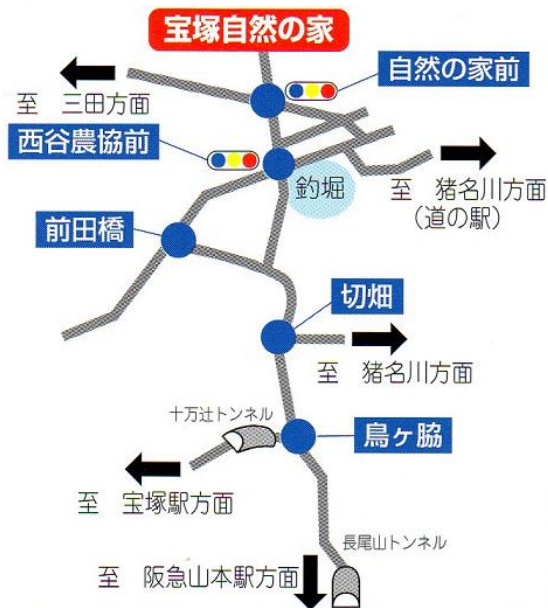 宝塚自然の家
自然の家前
至 三田方面
西谷農協前
釣堀
至 猪名川方面
(道の駅)
前田橋
切畑
至 猪名川方面
十万辻トンネル
鳥ヶ脇
至 宝塚駅方面
長尾山トンネル
至 阪急山本駅方面